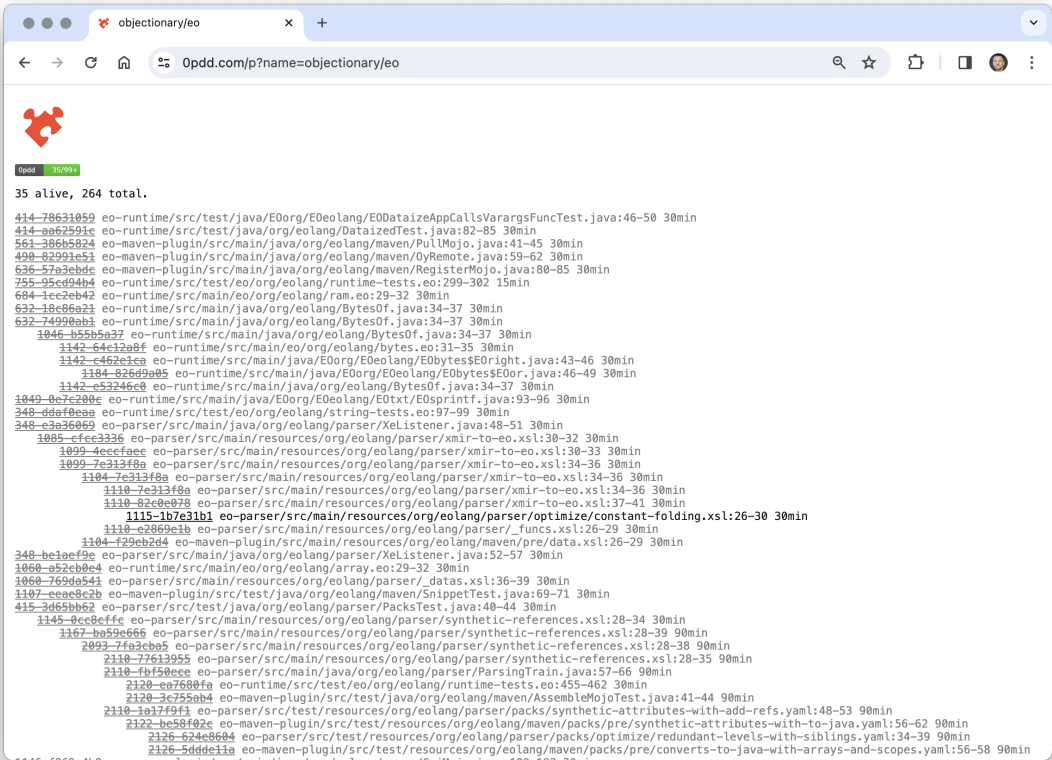 objectionary/eo
0pdd.com/p?name=objectionary/eo
0pdd 35/99+
35 alive, 264 total.
414-78631059 eo-runtime/src/test/java/EOorg/EOeolang/EODataizeAppCallsVarargsFuncTest.java:46-50 30min
414-aa62591c eo-runtime/src/test/java/org/eolang/DataizedTest.java:82-85 30min
561-386b5824 eo-maven-plugin/src/main/java/org/eolang/maven/PullMojo.java:41-45 30min
490-82991e51 eo-maven-plugin/src/main/java/org/eolang/maven/OyRemote.java:59-62 30min
636-57a3ebdc eo-maven-plugin/src/main/java/org/eolang/maven/RegisterMojo.java:80-85 30min
755-95cd94b4 eo-runtime/src/test/eo/org/eolang/runtime-tests.eo:299-302 15min
684-1cc2eb42 eo-runtime/src/main/eo/org/eolang/ram.eo:29-32 30min
632-18c86a21 eo-runtime/src/main/java/org/eolang/BytesOf.java:34-37 30min
632-74990ab1 eo-runtime/src/main/java/org/eolang/BytesOf.java:34-37 30min
1046-b55b5a37 eo-runtime/src/main/java/org/eolang/BytesOf.java:34-37 30min
1142-64c12a8f eo-runtime/src/main/eo/org/eolang/bytes.eo:31-35 30min
1142-c462e1ca eo-runtime/src/main/java/EOorg/EOeolang/EObytes$EOright.java:43-46 30min
1184-826d9a05 eo-runtime/src/main/java/EOorg/EOeolang/EObytes$EOor.java:46-49 30min
1142-e53246c0 eo-runtime/src/main/java/org/eolang/BytesOf.java:34-37 30min
1049-0e7c200c eo-runtime/src/main/java/EOorg/EOeolang/EOtxt/EOsprintf.java:93-96 30min
348-ddaf0eaa eo-runtime/src/test/eo/org/eolang/string-tests.eo:97-99 30min
348-e3a36069 eo-parser/src/main/java/org/eolang/parser/XeListener.java:48-51 30min
1085-cfcc3336 eo-parser/src/main/resources/org/eolang/parser/xmir-to-eo.xsl:30-32 30min
1099-4eccfaec eo-parser/src/main/resources/org/eolang/parser/xmir-to-eo.xsl:30-33 30min
1099-7e313f8a eo-parser/src/main/resources/org/eolang/parser/xmir-to-eo.xsl:34-36 30min
1104-7e313f8a eo-parser/src/main/resources/org/eolang/parser/xmir-to-eo.xsl:34-36 30min
1110-7e313f8a eo-parser/src/main/resources/org/eolang/parser/xmir-to-eo.xsl:34-36 30min
1110-82c0e078 eo-parser/src/main/resources/org/eolang/parser/xmir-to-eo.xsl:37-41 30min
1115-1b7e31b1 eo-parser/src/main/resources/org/eolang/parser/optimize/constant-folding.xsl:26-30 30min
1110-e2869e1b eo-parser/src/main/resources/org/eolang/parser/_funcs.xsl:26-29 30min
1104-f29eb2d4 eo-maven-plugin/src/main/resources/org/eolang/maven/pre/data.xsl:26-29 30min
348-be1aef9e eo-parser/src/main/java/org/eolang/parser/XeListener.java:52-57 30min
1060-a52cb0e4 eo-runtime/src/main/eo/org/eolang/array.eo:29-32 30min
1060-769da541 eo-parser/src/main/resources/org/eolang/parser/_datas.xsl:36-39 30min
1107-eeae8c2b eo-maven-plugin/src/test/java/org/eolang/maven/SnippetTest.java:69-71 30min
415-3d65bb62 eo-parser/src/test/java/org/eolang/parser/PacksTest.java:40-44 30min
1145-0cc8cffc eo-parser/src/main/resources/org/eolang/parser/synthetic-references.xsl:28-34 30min
1167-ba59e666 eo-parser/src/main/resources/org/eolang/parser/synthetic-references.xsl:28-39 90min
2093-7fa3cba5 eo-parser/src/main/resources/org/eolang/parser/synthetic-references.xsl:28-38 90min
2110-77613955 eo-parser/src/main/resources/org/eolang/parser/synthetic-references.xsl:28-35 90min
2110-fbf50ece eo-parser/src/main/java/org/eolang/parser/ParsingTrain.java:57-66 90min
2120-ea7680fa eo-runtime/src/test/eo/org/eolang/runtime-tests.eo:455-462 30min
2120-3c755ab4 eo-maven-plugin/src/test/java/org/eolang/maven/AssembleMojoTest.java:41-44 90min
2110-1a17f9f1 eo-parser/src/test/resources/org/eolang/parser/packs/synthetic-attributes-with-add-refs.yaml:48-53 90min
2122-be58f02c eo-maven-plugin/src/test/resources/org/eolang/maven/packs/pre/synthetic-attributes-with-to-java.yaml:56-62 90min
2126-624e8604 eo-parser/src/test/resources/org/eolang/parser/packs/optimize/redundant-levels-with-siblings.yaml:34-39 90min
2126-5ddde11a eo-maven-plugin/src/test/resources/org/eolang/maven/packs/pre/converts-to-java-with-arrays-and-scopes.yaml:56-58 90min